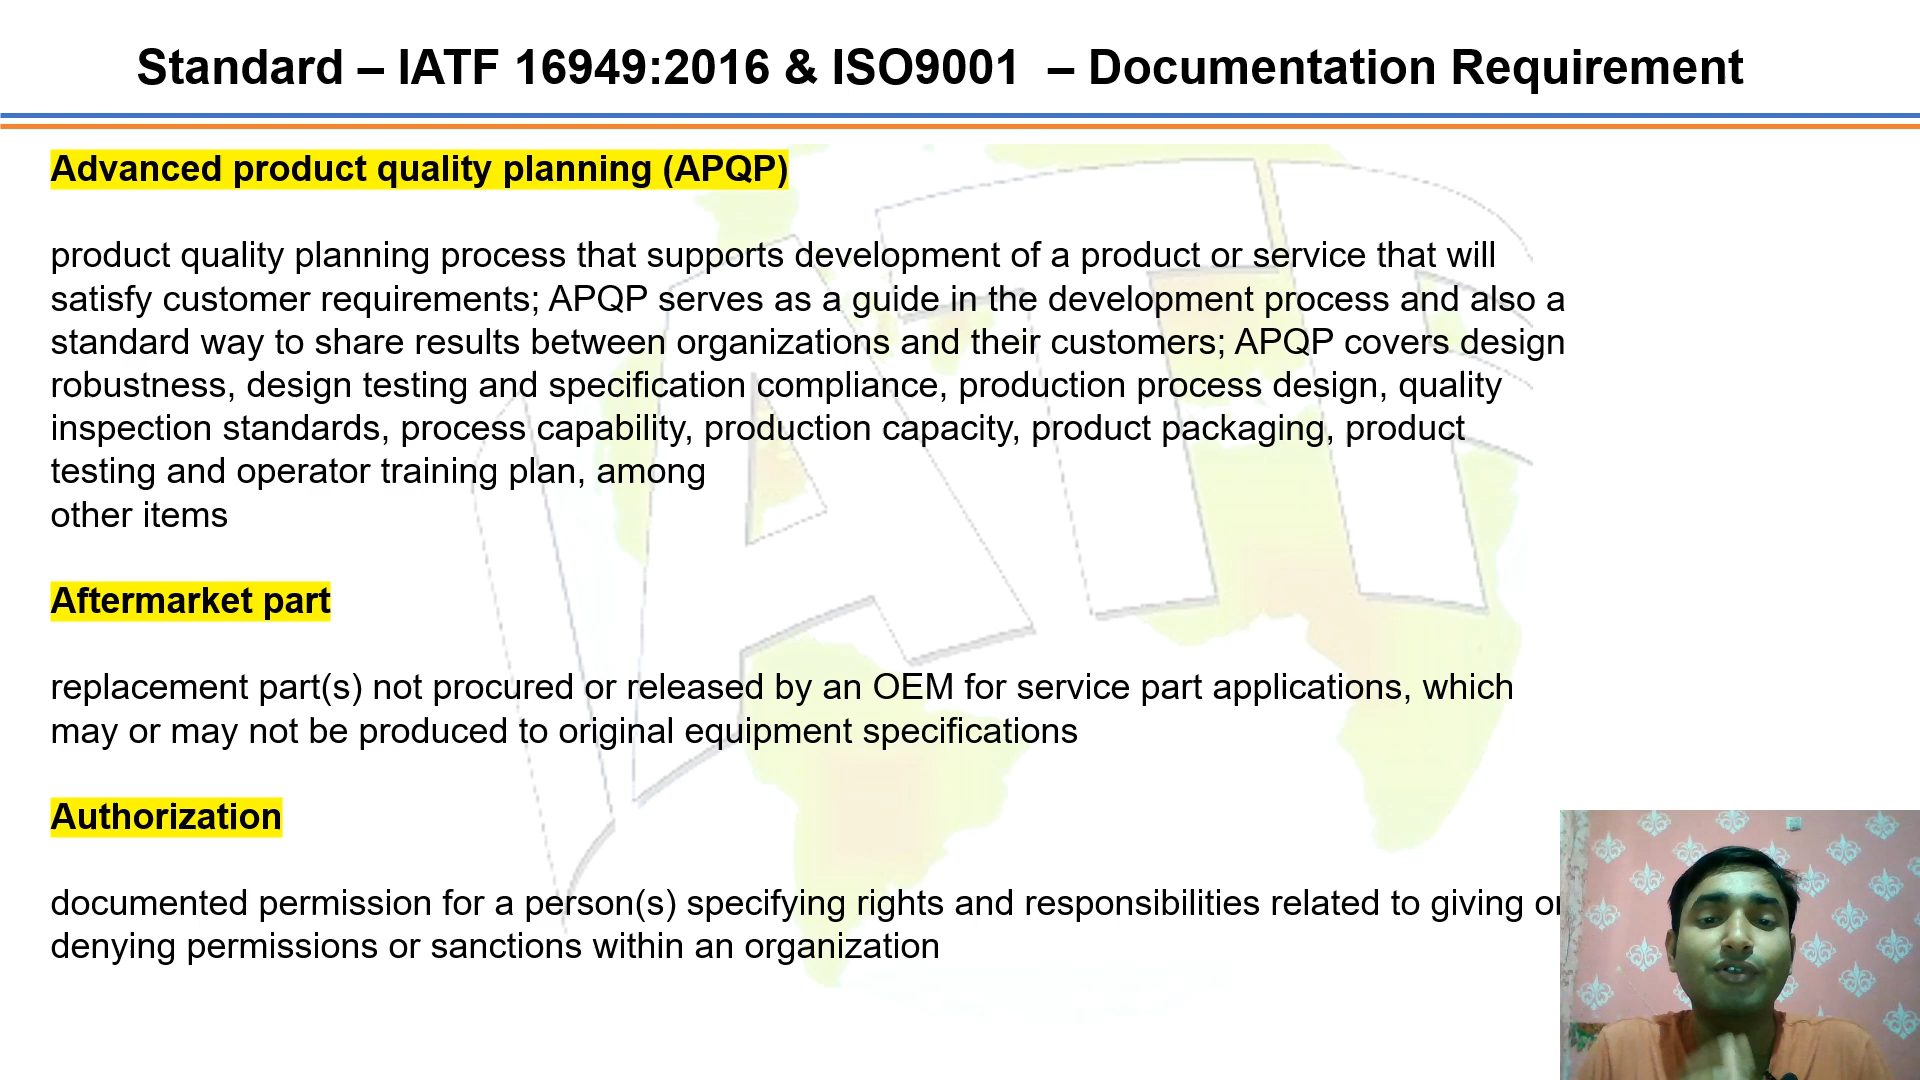 Standard – IATF 16949:2016 & ISO9001 – Documentation Requirement
Advanced product quality planning (APQP)
product quality planning process that supports development of a product or service that will
satisfy customer requirements; APQP serves as a guide in the development process and also a
standard way to share results between organizations and their customers; APQP covers design
robustness, design testing and specification compliance, production process design, quality
inspection standards, process capability, production capacity, product packaging, product
testing and operator training plan, among
other items
Aftermarket part
replacement part(s) not procured or released by an OEM for service part applications, which
may or may not be produced to original equipment specifications
Authorization
documented permission for a person(s) specifying rights and responsibilities related to giving or
denying permissions or sanctions within an organization
IATF